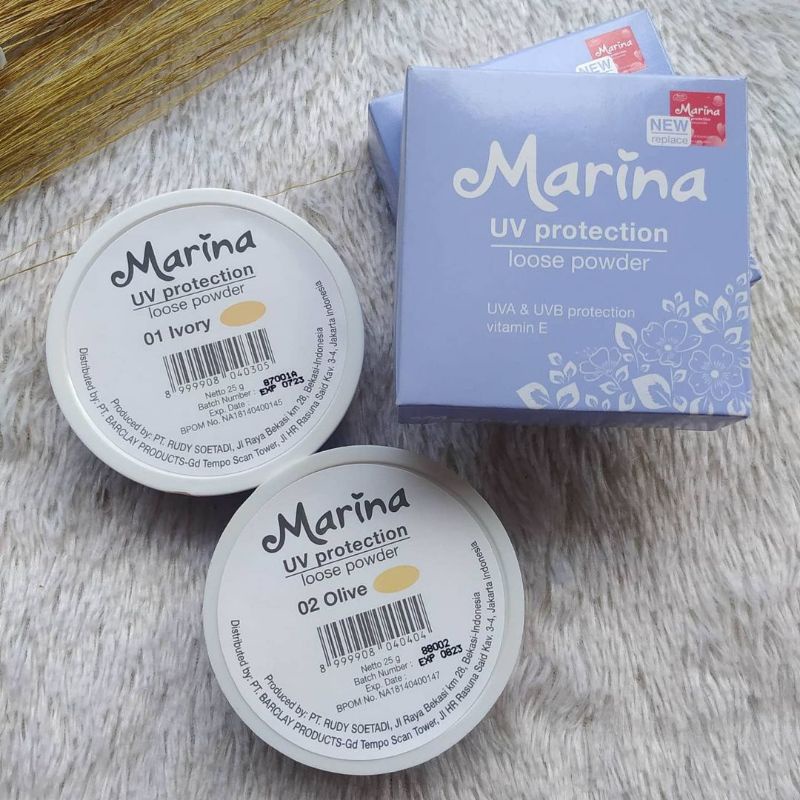 Marina
UV protection
loose powder
01 Ivory
8 999908 040305
Netto 25 g
Batch Number : 87001A
Exp. Date : EXP 0723
BPOM No. NA18140400145
Produced by: PT. RUDY SOETADI, Jl Raya Bekasi km 28, Bekasi-Indonesia
Distributed by: PT. BARCLAY PRODUCTS-Gd Tempo Scan Tower, Jl HR Rasuna Said Kav. 3-4, Jakarta Indonesia
Marina
NEW
Marina
NEW
replace
Marina
UV protection
loose powder
UVA & UVB protection
vitamin E
Marina
UV protection
loose powder
02 Olive
8 999908 040404
Netto 25 g
Batch Number : 88002
Exp. Date : EXP 0823
BPOM No. NA18140400147
Produced by: PT. RUDY SOETADI, Jl Raya Bekasi km 28, Bekasi-Indonesia
Distributed by: PT. BARCLAY PRODUCTS-Gd Tempo Scan Tower, Jl HR Rasuna Said Kav. 3-4, Jakarta Indonesia